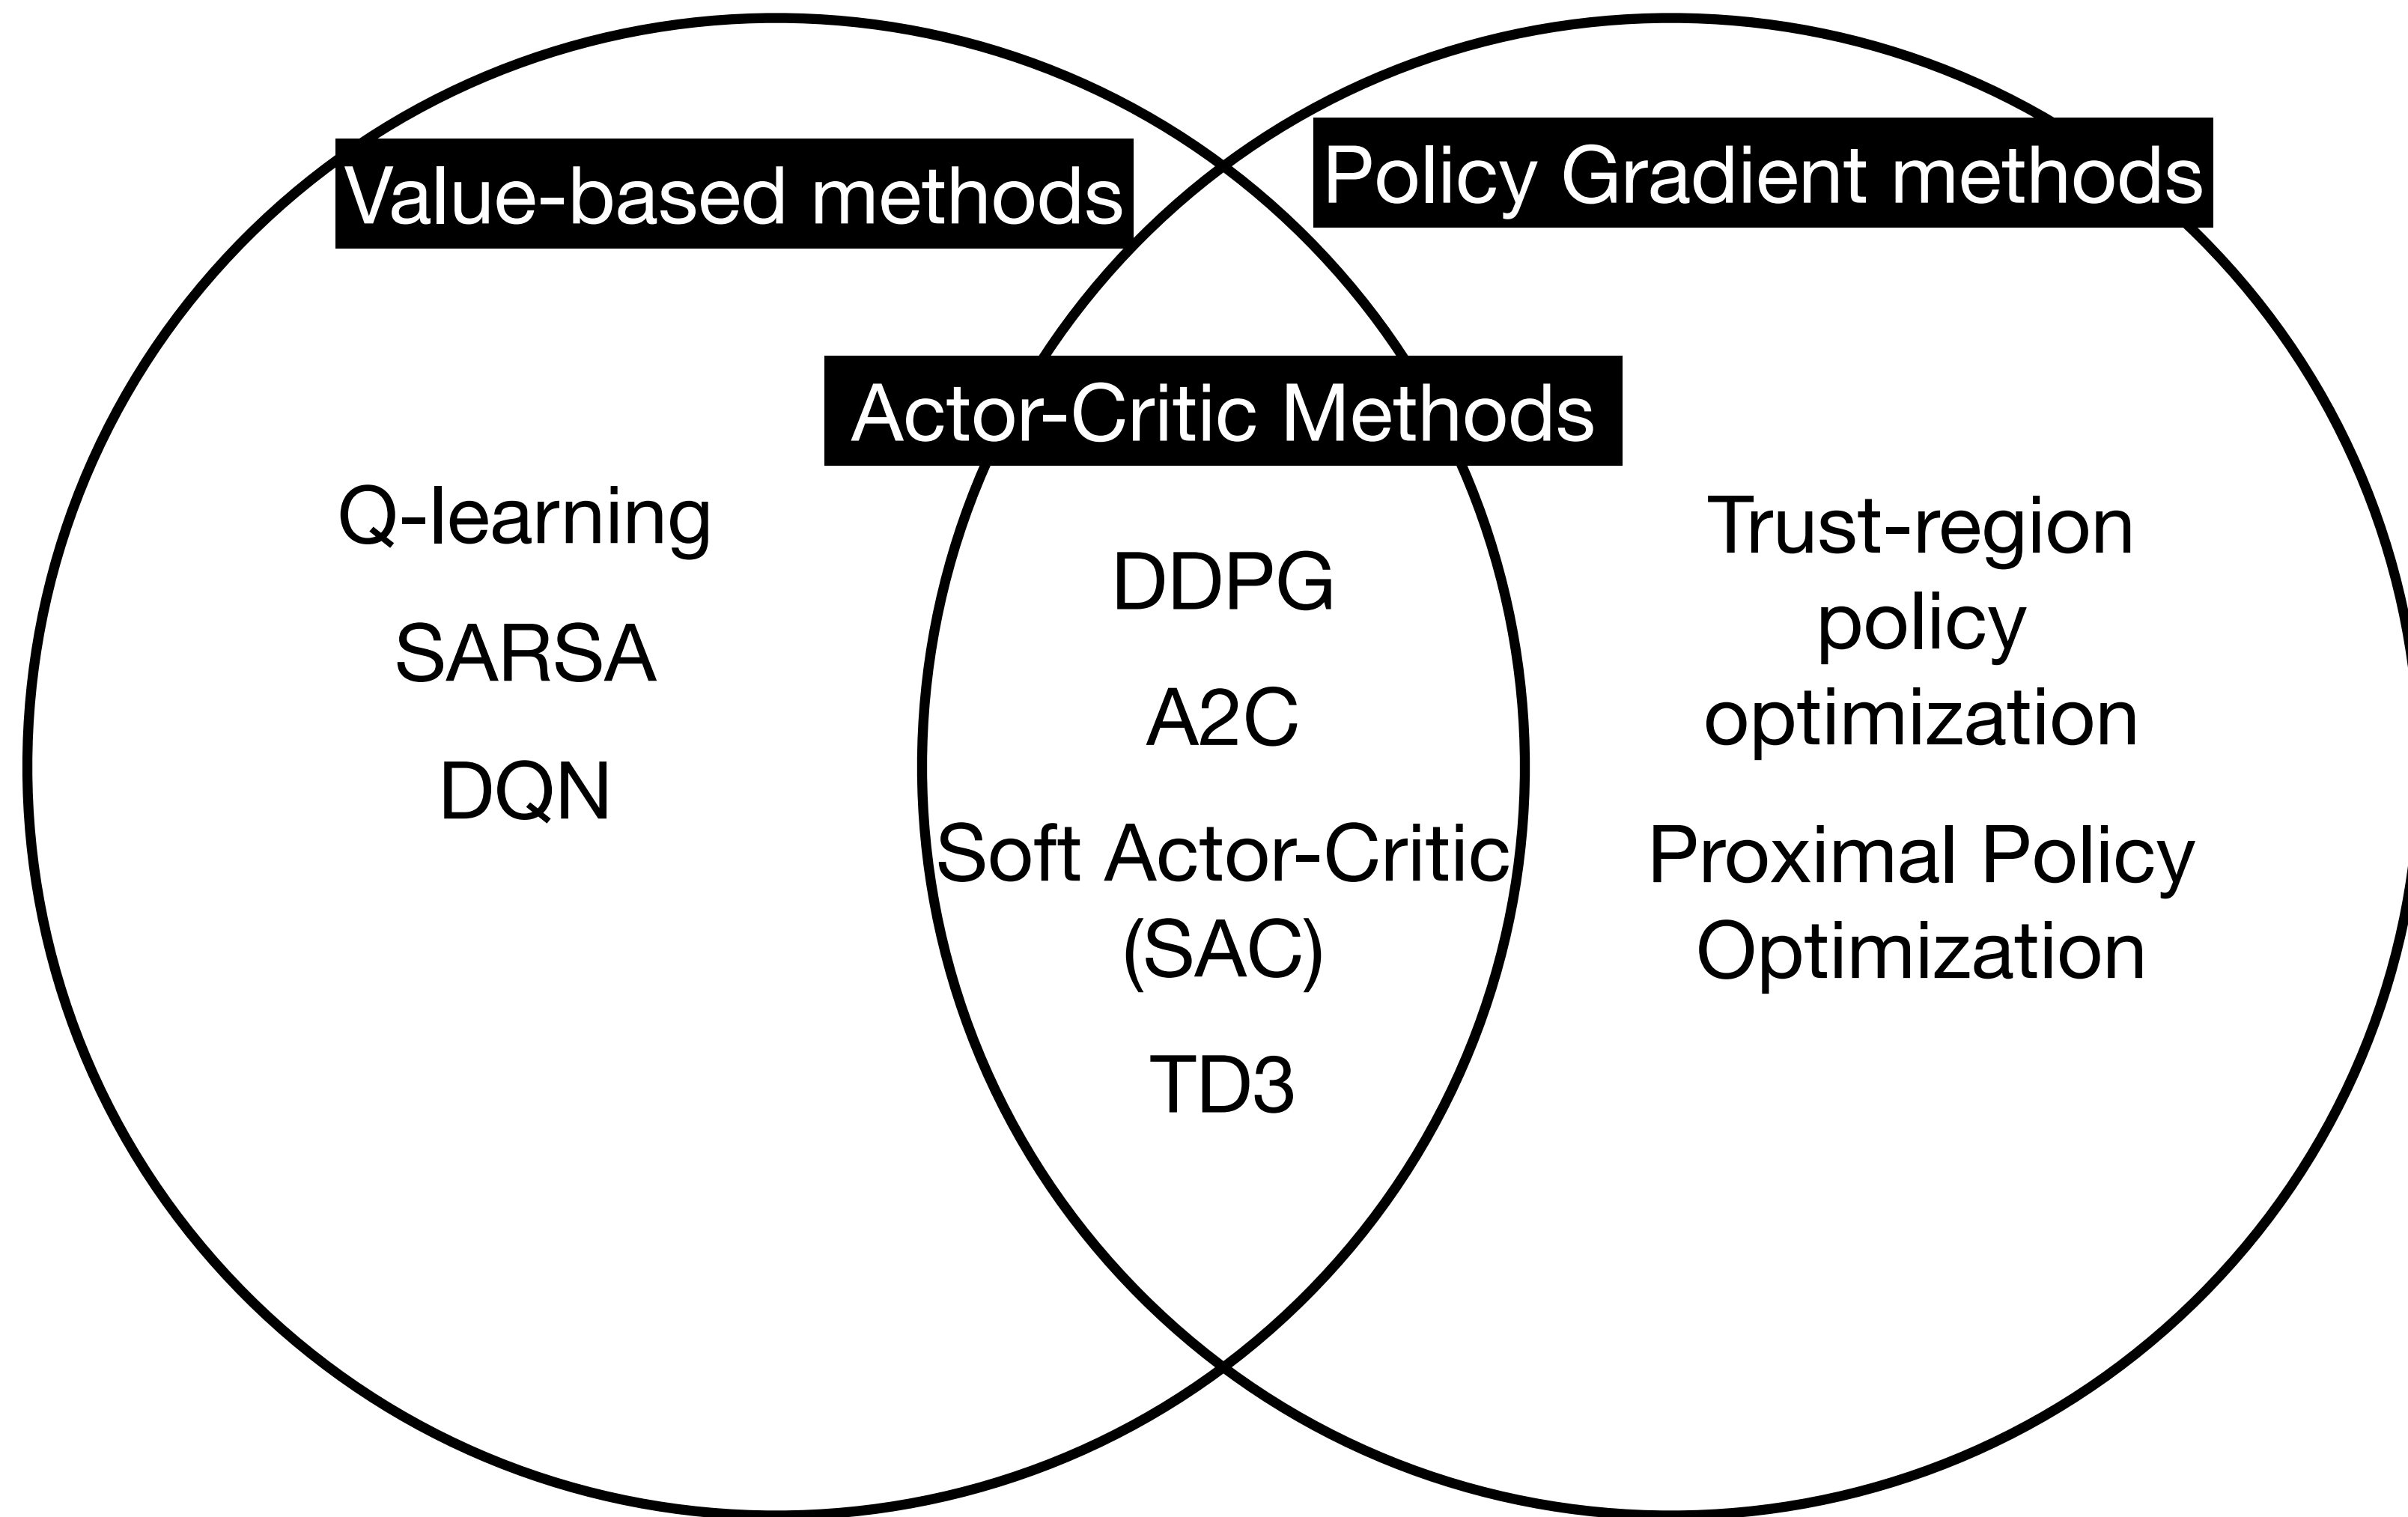 Value-based methods
Policy Gradient methods
Actor-Critic Methods
Q-learning
SARSA
DQN
DDPG
A2C
Soft Actor-Critic
(SAC)
TD3
Trust-region
policy
optimization
Proximal Policy
Optimization